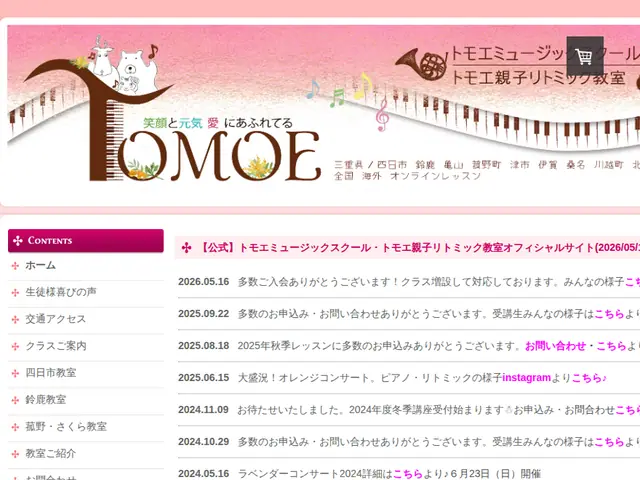 トモエミュージックスクール
トモエ親子リトミック教室
笑顔と元気 愛 にあふれてる
TOMOE
三重県 / 四日市 鈴鹿 亀山 菰野町 津市 伊賀 桑名 川越町 北
全国 海外 オンラインレッスン
CONTENTS
ホーム
生徒様喜びの声
交通アクセス
クラスご案内
四日市教室
鈴鹿教室
菰野・さくら教室
教室ご紹介
お問合わせ
【公式】トモエミュージックスクール・トモエ親子リトミック教室オフィシャルサイト(2026/05/
2026.05.16 多数ご入会ありがとうございます！クラス増設して対応しております。みんなの様子こち
2025.09.22 多数のお申込み・お問い合わせありがとうございます。受講生みんなの様子はこちらより
2025.08.18 2025年秋季レッスンに多数のお申込みありがとうございます。お問い合わせ・こちらより
2025.06.15 大盛況！オレンジコンサート、ピアノ・リトミックの様子instagramよりこちら♪
2024.11.09 お待たせいたしました。2024年度冬季講座受付始まります☃お申込み・お問合わせこちら
2024.10.29 多数のお申込み・お問い合わせありがとうございます。受講生みんなの様子はこちらより
2024.05.16 ラベンダーコンサート2024詳細はこちらより♪６月23日（日）開催